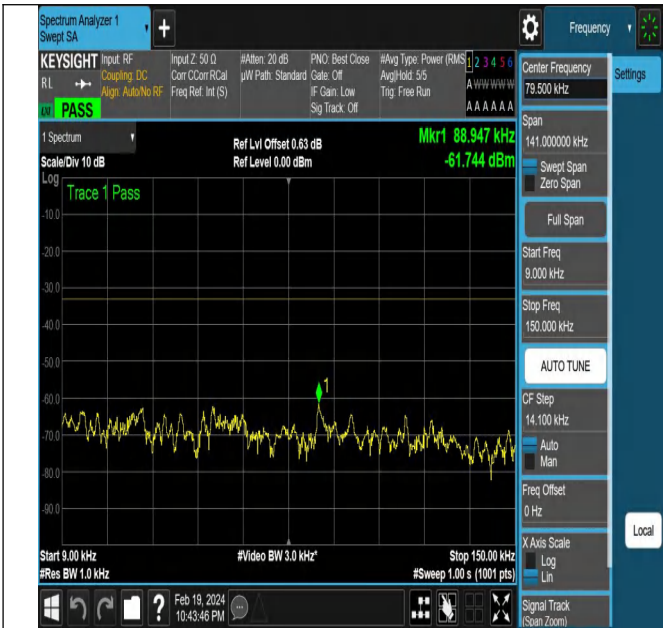 Spectrum Analyzer 1
Swept SA
+
Frequency
KEYSIGHT
RL
PASS
Input: RF
Coupling: DC
Align: Auto/No RF
Input Z: 50 Ω
Corr CCorr RCal
Freq Ref: Int (S)
#Atten: 20 dB
µW Path: Standard
PNO: Best Close
Gate: Off
IF Gain: Low
Sig Track: Off
#Avg Type: Power (RMS
Avg|Hold: 5/5
Trig: Free Run
1 2 3 4 5 6
A W W W W W
A A A A A A
1 Spectrum
Scale/Div 10 dB
Ref Lvl Offset 0.63 dB
Ref Level 0.00 dBm
Mkr1 88.947 kHz
-61.744 dBm
Log
Trace 1 Pass
-10.0
-20.0
-30.0
-40.0
-50.0
-60.0
-70.0
-80.0
-90.0
1
Start 9.00 kHz
#Res BW 1.0 kHz
#Video BW 3.0 kHz*
Stop 150.00 kHz
#Sweep 1.00 s (1001 pts)
?
Feb 19, 2024
10:43:46 PM
Center Frequency
79.500 kHz
Settings
Span
141.000000 kHz
Swept Span
Zero Span
Full Span
Start Freq
9.000 kHz
Stop Freq
150.000 kHz
AUTO TUNE
CF Step
14.100 kHz
Auto
Man
Freq Offset
0 Hz
Local
X Axis Scale
Log
Lin
Signal Track
(Span Zoom)